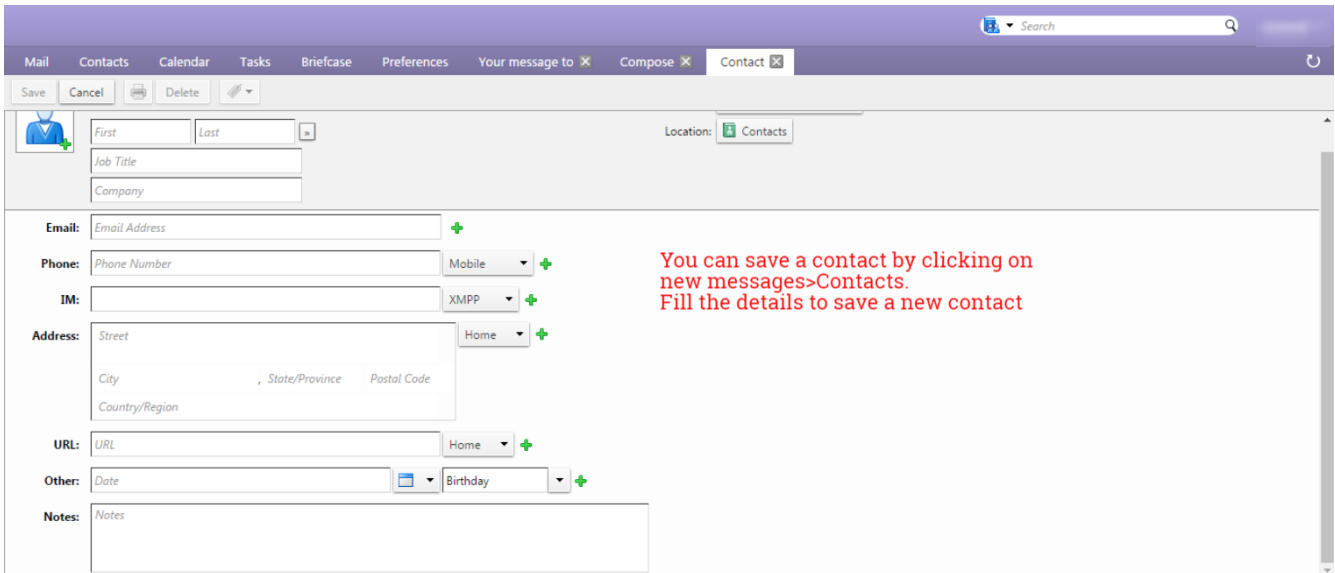 Search
Mail Contacts Calendar Tasks Briefcase Preferences Your message to Compose Contact
Save Cancel Delete
First Last » Location: Contacts
Job Title
Company
Email: Email Address
Phone: Phone Number Mobile
IM: XMPP
Address: Street Home
City , State/Province Postal Code
Country/Region
URL: URL Home
Other: Date Birthday
Notes: Notes
You can save a contact by clicking on
new messages>Contacts.
Fill the details to save a new contact